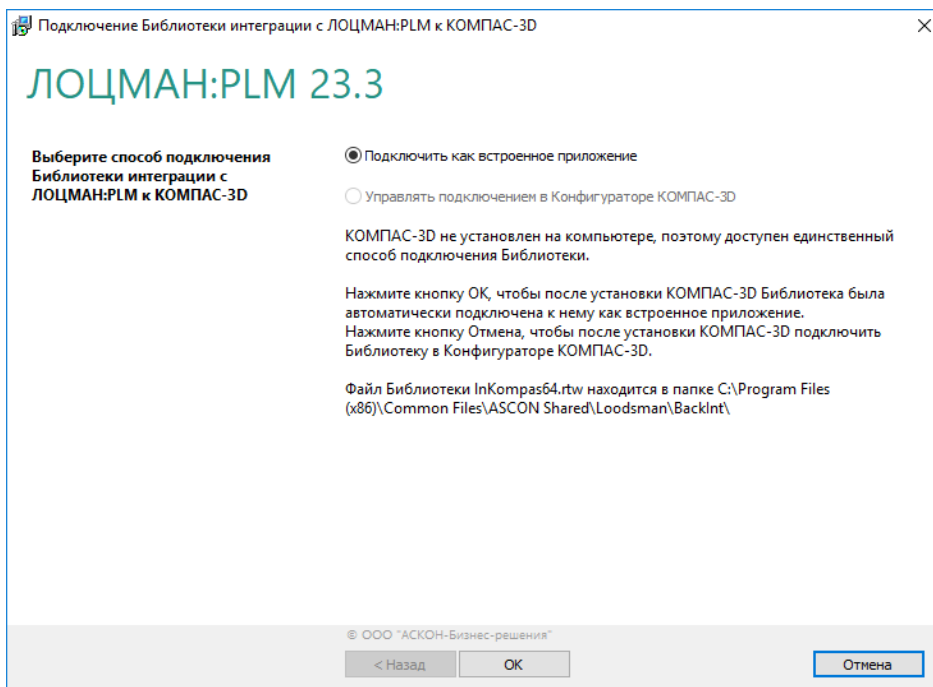 Подключение Библиотеки интеграции с ЛОЦМАН:PLM к КОМПАС-3D
ЛОЦМАН:PLM 23.3
Выберите способ подключения
Библиотеки интеграции с
ЛОЦМАН:PLM к КОМПАС-3D
Подключить как встроенное приложение
Управлять подключением в Конфигураторе КОМПАС-3D
КОМПАС-3D не установлен на компьютере, поэтому доступен единственный
способ подключения Библиотеки.
Нажмите кнопку ОК, чтобы после установки КОМПАС-3D Библиотека была
автоматически подключена к нему как встроенное приложение.
Нажмите кнопку Отмена, чтобы после установки КОМПАС-3D подключить
Библиотеку в Конфигураторе КОМПАС-3D.
Файл Библиотеки InKompas64.rtw находится в папке C:\Program Files
(x86)\Common Files\ASCON Shared\Loodsman\BackInt\
© ООО "АСКОН-Бизнес-решения"
< Назад
ОК
Отмена